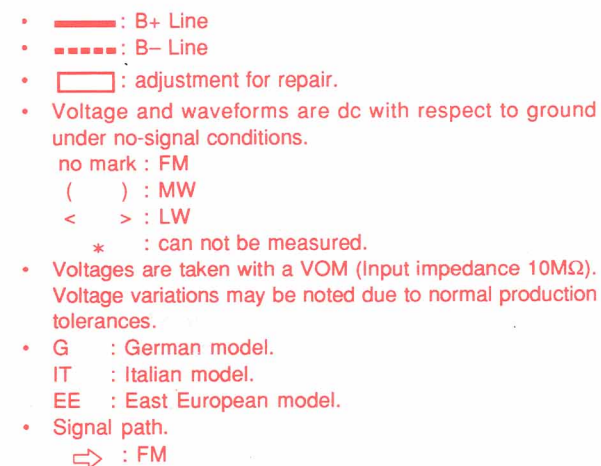 • : B+ Line
• : B– Line
• : adjustment for repair.
• Voltage and waveforms are dc with respect to ground
under no-signal conditions.
no mark : FM
( ) : MW
< > : LW
* : can not be measured.
• Voltages are taken with a VOM (Input impedance 10MΩ).
Voltage variations may be noted due to normal production
tolerances.
• G : German model.
IT : Italian model.
EE : East European model.
• Signal path.
⇨ : FM